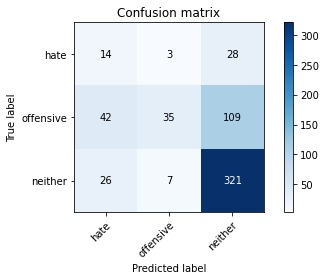 Confusion matrix
True label
hate
offensive
neither
14 3 28
42 35 109
26 7 321
hate
offensive
neither
Predicted label
300
250
200
150
100
50